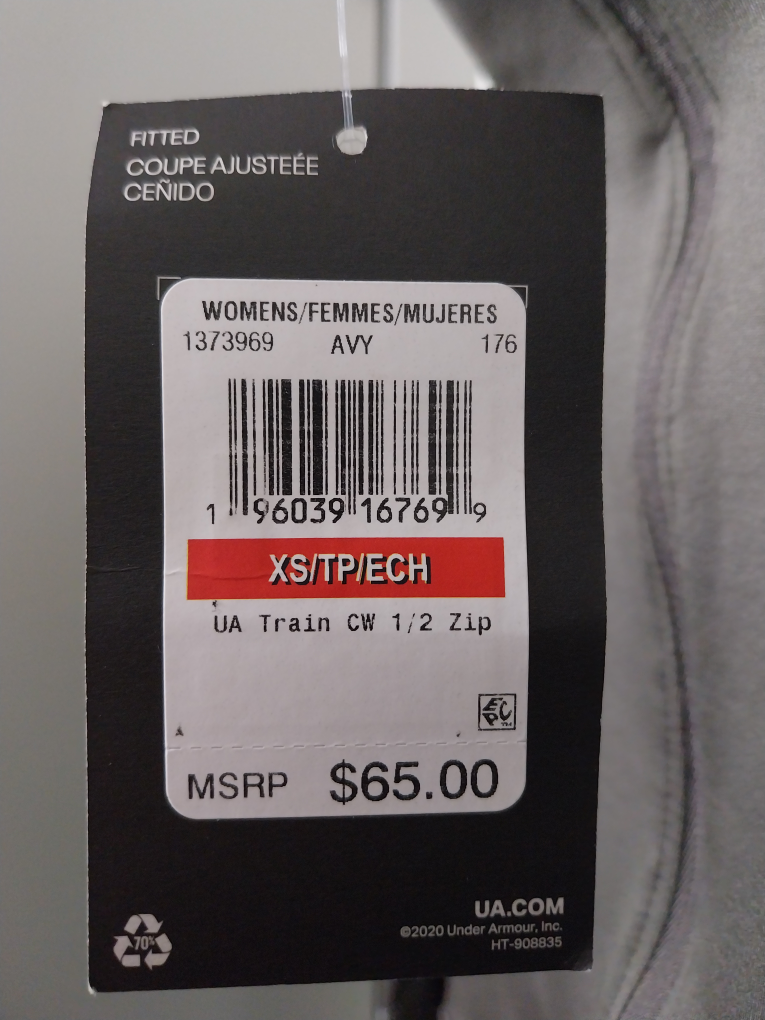 FITTED
COUPE AJUSTEÉE
CEÑIDO
WOMENS/FEMMES/MUJERES
1373969 AVY 176
1 96039 16769 9
XS/TP/ECH
UA Train CW 1/2 Zip
EPC™
MSRP $65.00
70%
UA.COM
©2020 Under Armour, Inc.
HT-908835